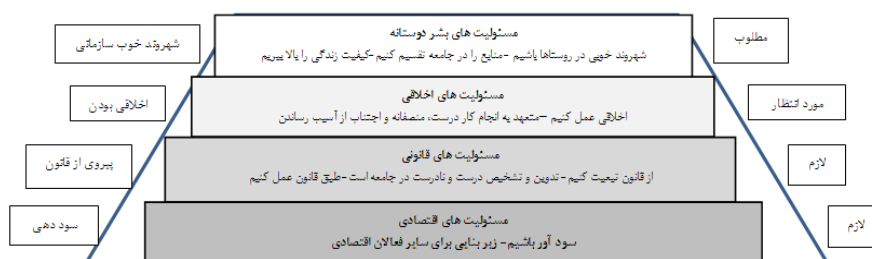 مسئولیت های بشر دوستانه
شهروند خوبی در روستاها باشیم -منابع را در جامعه تقسیم کنیم -کیفیت زندگی را بالا ببریم
مطلوب
شهروند خوب سازمانی
مسئولیت های اخلاقی
اخلاقی عمل کنیم –متعهد به انجام کار درست، منصفانه و اجتناب از آسیب رساندن
مورد انتظار
اخلاقی بودن
مسئولیت های قانونی
از قانون تبعیت کنیم - تدوین و تشخیص درست و نادرست در جامعه است -طبق قانون عمل کنیم
لازم
پیروی از قانون
مسئولیت های اقتصادی
سود آور باشیم- زیر بنایی برای سایر فعالان اقتصادی
لازم
سود دهی